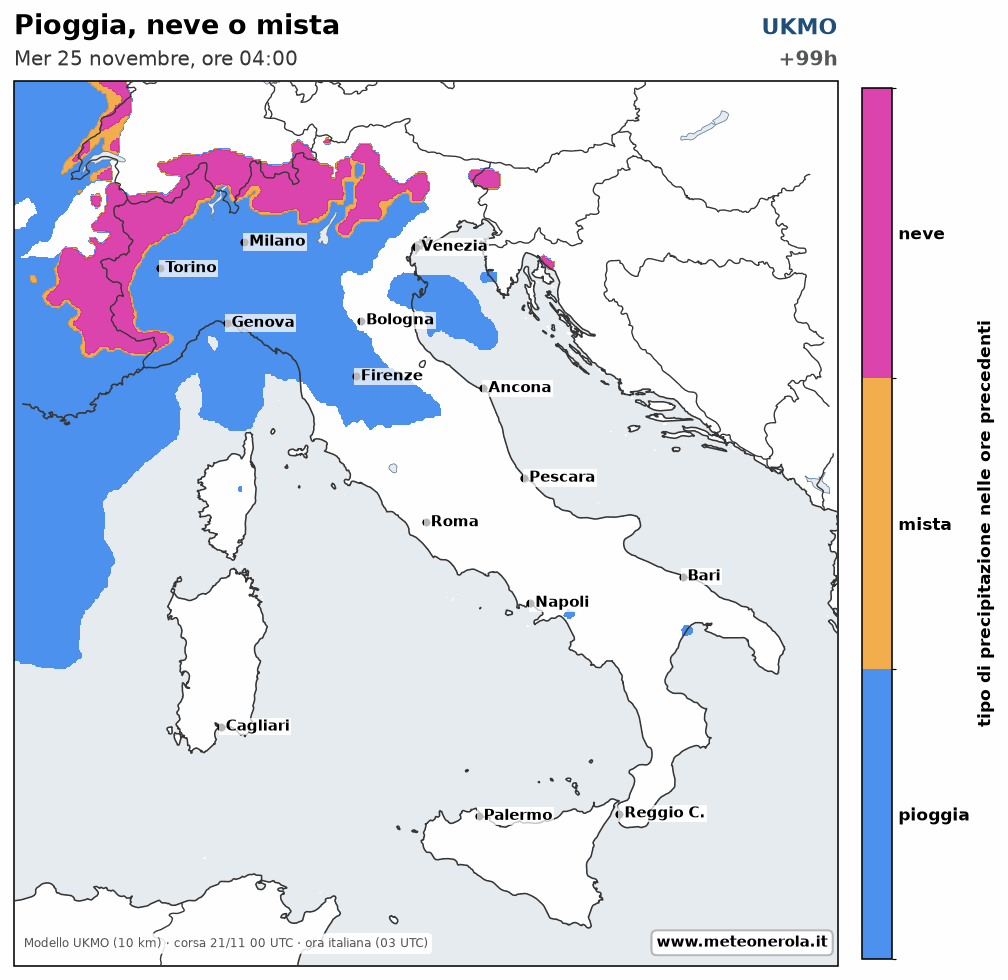 Pioggia, neve o mista
UKMO
Mer 25 novembre, ore 04:00
+99h
Milano
Venezia
Torino
Genova
Bologna
Firenze
Ancona
Pescara
Roma
Bari
Napoli
Cagliari
Palermo
Reggio C.
neve
mista
pioggia
tipo di precipitazione nelle ore precedenti
Modello UKMO (10 km) · corsa 21/11 00 UTC · ora italiana (03 UTC)
www.meteonerola.it